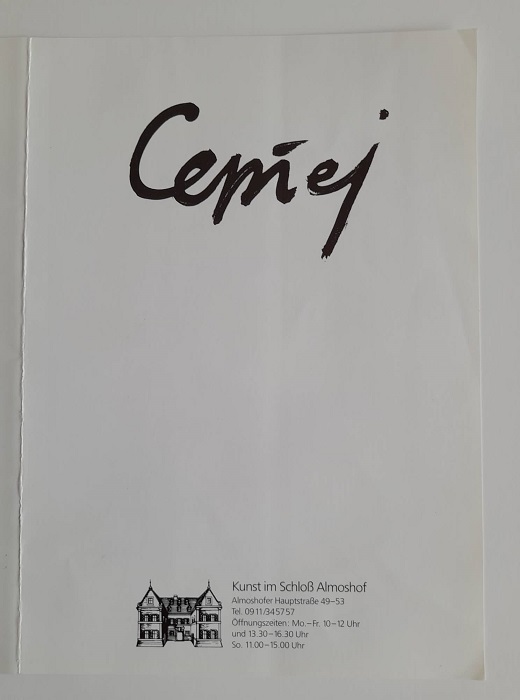 Сергеј
Kunst im Schloß Almoshof
Almoshofer Hauptstraße 49–53
Tel. 0911/345757
Öffnungszeiten: Mo.–Fr. 10–12 Uhr
und 13.30–16.30 Uhr
So. 11.00–15.00 Uhr